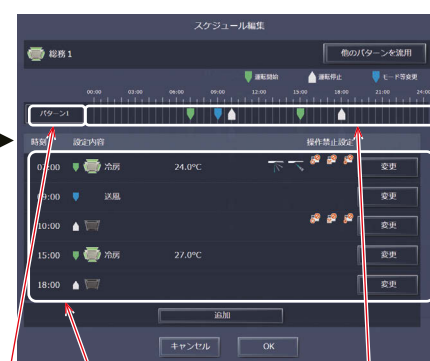 スケジュール編集
総務1
他のパターンを流用
運転開始 運転停止 モード等変更
00:00 03:00 06:00 09:00 12:00 15:00 18:00 21:00 24:00
パターン1
時刻 設定内容 操作禁止設定
07:00 冷房 24.0°C 変更
09:00 送風 変更
10:00 変更
15:00 冷房 27.0°C 変更
18:00 変更
追加
キャンセル OK